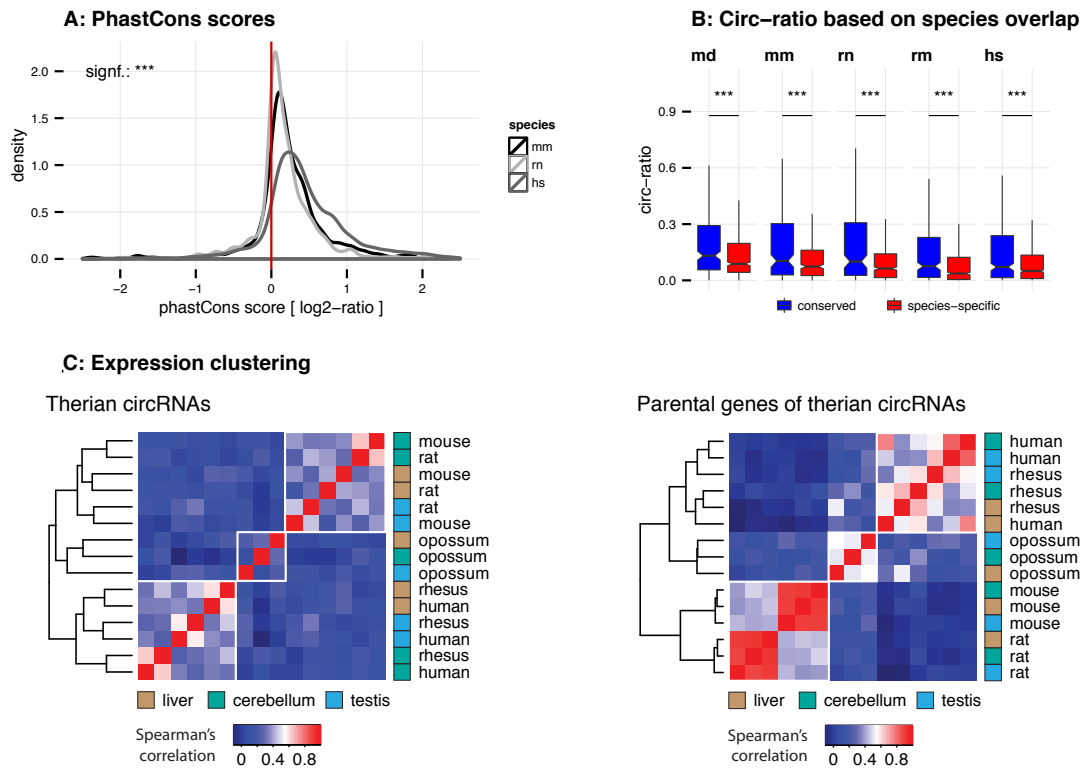 A: PhastCons scores
signf.: ***
density
2.0
1.5
1.0
0.5
0.0
−2
−1
0
1
2
phastCons score [ log2−ratio ]
species
mm
rn
hs
B: Circ−ratio based on species overlap
md
mm
rn
rm
hs
***
***
***
***
***
circ−ratio
0.9
0.6
0.3
0.0
conserved
species−specific
C: Expression clustering
Therian circRNAs
mouse
rat
mouse
rat
rat
mouse
opossum
opossum
opossum
rhesus
human
rhesus
human
rhesus
human
liver
cerebellum
testis
Spearman's
correlation
0 0.4 0.8
Parental genes of therian circRNAs
human
human
rhesus
rhesus
rhesus
human
opossum
opossum
opossum
mouse
mouse
mouse
rat
rat
rat
liver
cerebellum
testis
Spearman's
correlation
0 0.4 0.8